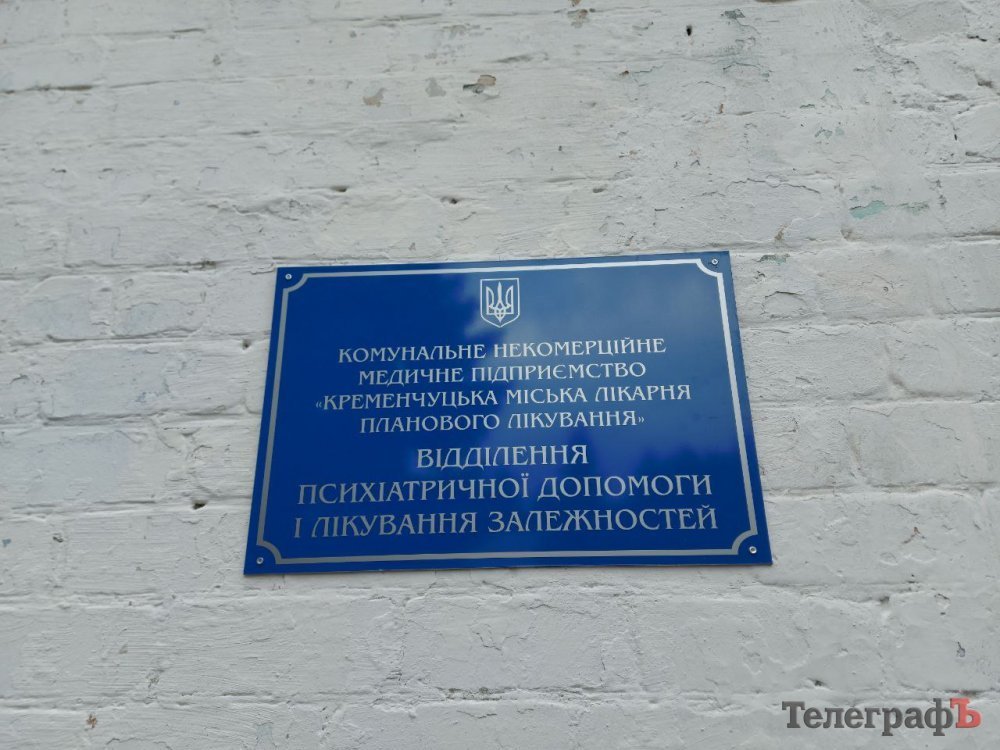 КОМУНАЛЬНЕ НЕКОМЕРЦІЙНЕ
МЕДИЧНЕ ПІДПРИЄМСТВО
«КРЕМЕНЧУЦЬКА МІСЬКА ЛІКАРНЯ
ПЛАНОВОГО ЛІКУВАННЯ»
ВІДДІЛЕННЯ
ПСИХІАТРИЧНОЇ ДОПОМОГИ
І ЛІКУВАННЯ ЗАЛЕЖНОСТЕЙ
ТелеграфЪ